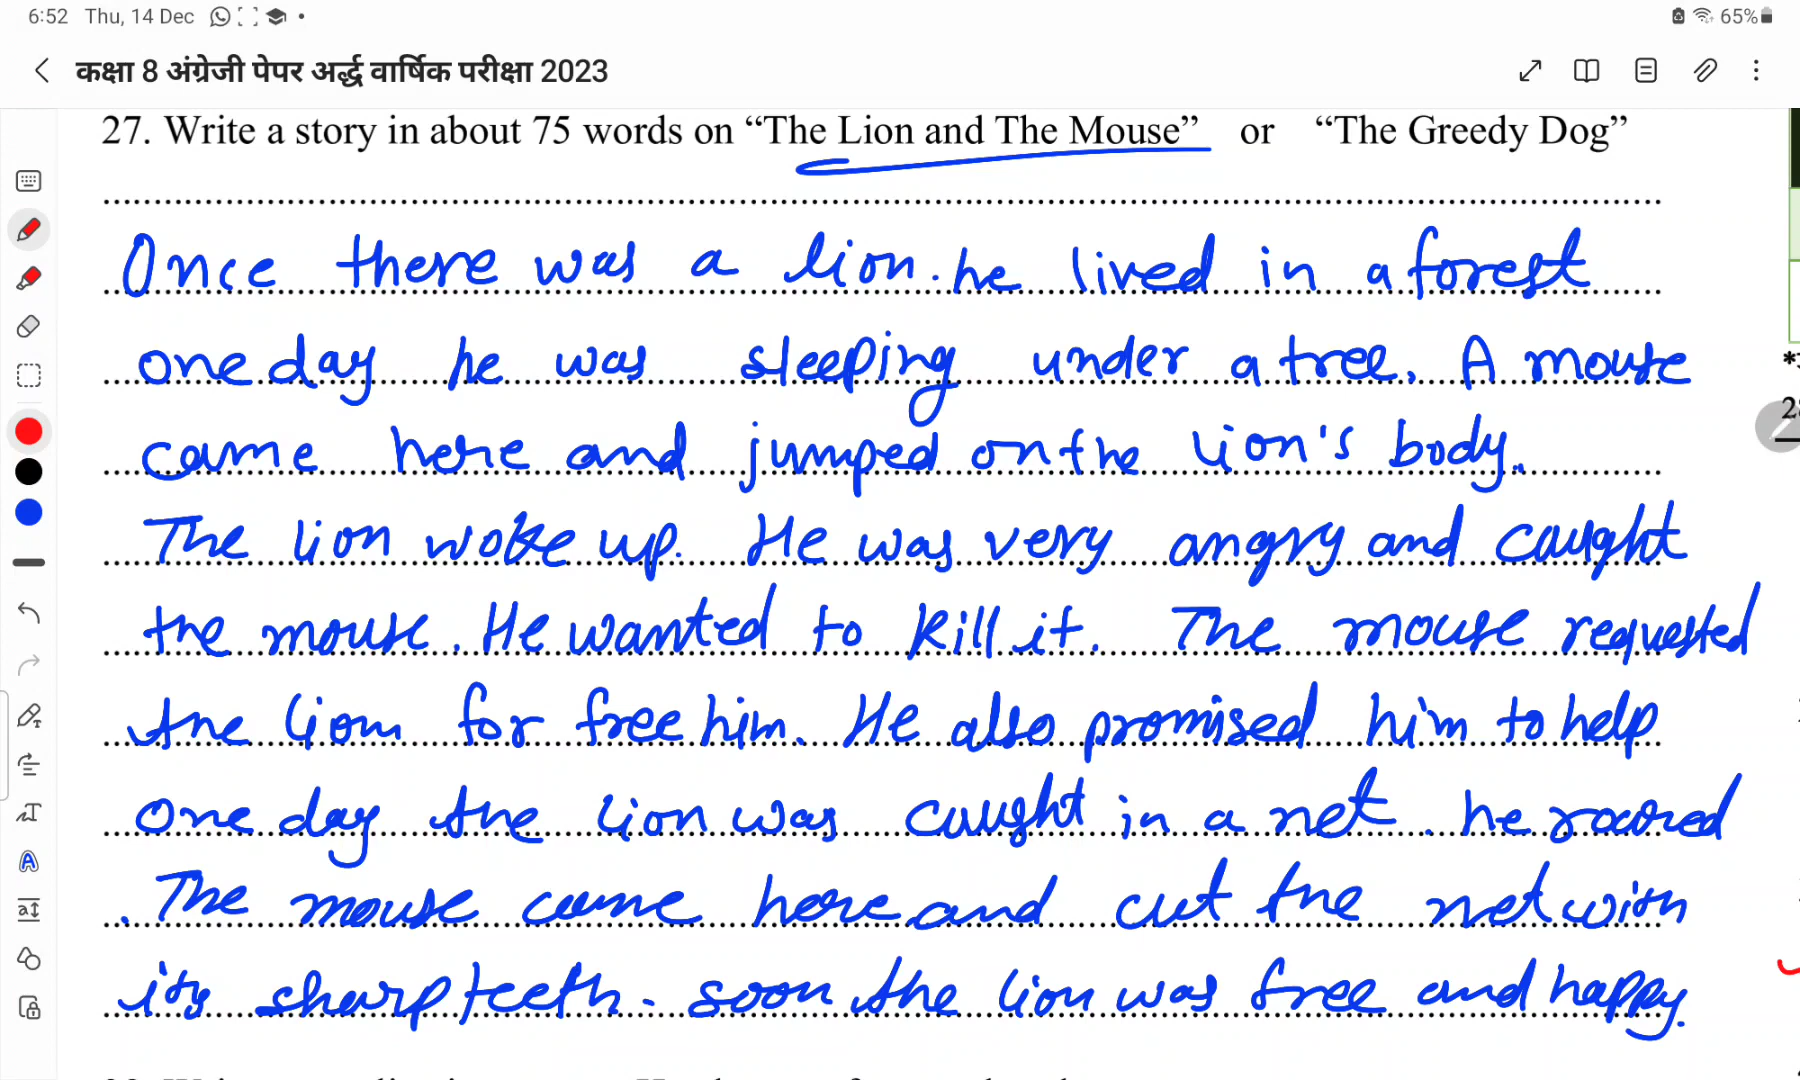 6:52 Thu, 14 Dec 65%
कक्षा 8 अंग्रेजी पेपर अर्द्ध वार्षिक परीक्षा 2023
27. Write a story in about 75 words on “The Lion and The Mouse” or “The Greedy Dog”
Once there was a lion. he lived in a forest
one day he was sleeping under a tree. A mouse
came here and jumped on the lion's body.
The lion woke up. He was very angry and caught
the mouse. He wanted to kill it. The mouse requested
the lion for free him. He also promised him to help
one day the lion was caught in a net. he roared
. The mouse came here and cut the net with
its sharp teeth. soon the lion was free and happy.